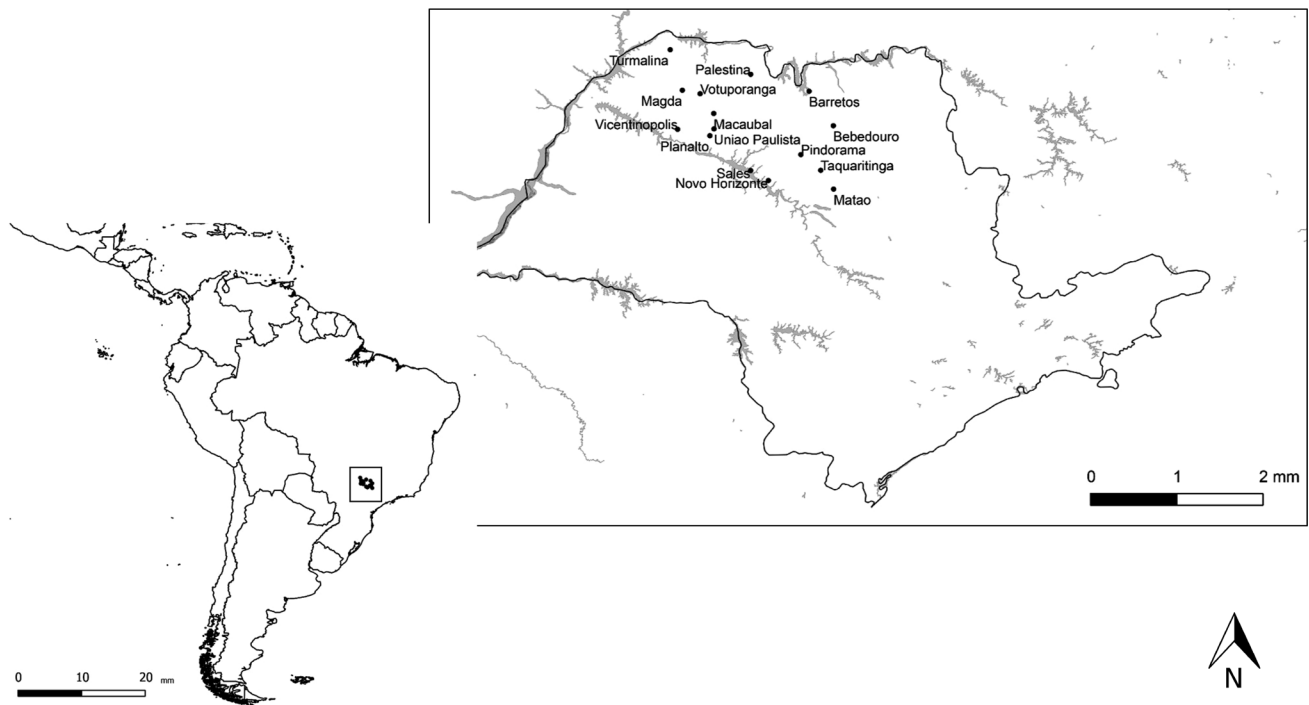 Turmalina
Palestina
Magda
Votuporanga
Barretos
Vicentinopolis
Macaubal
Bebedouro
Planalto
Uniao Paulista
Pindorama
Sales
Taquaritinga
Novo Horizonte
Matao
0 1 2 mm
0 10 20 mm
N